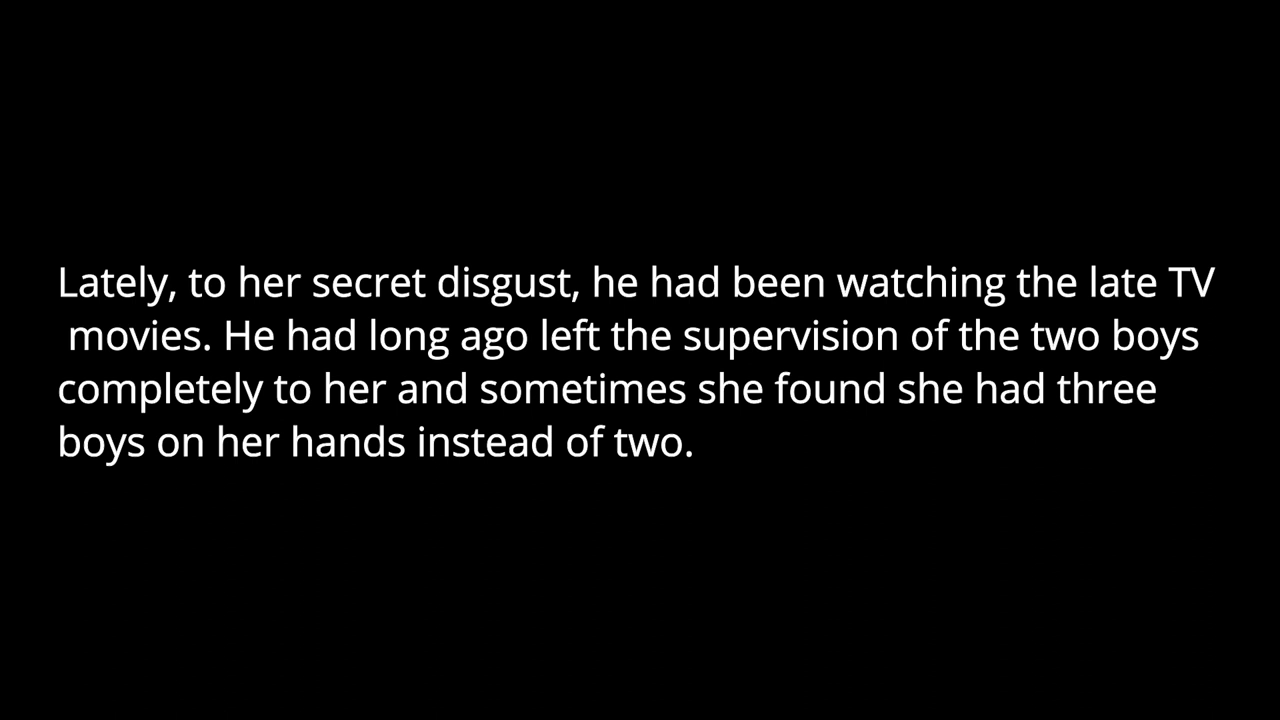 Lately, to her secret disgust, he had been watching the late TV
movies. He had long ago left the supervision of the two boys
completely to her and sometimes she found she had three
boys on her hands instead of two.